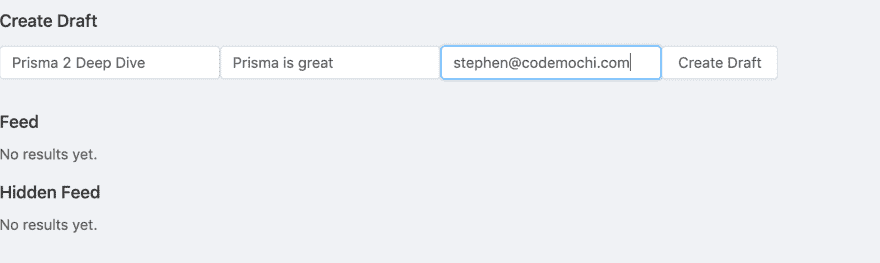 Create Draft
Prisma 2 Deep Dive Prisma is great stephen@codemochi.com Create Draft
Feed
No results yet.
Hidden Feed
No results yet.